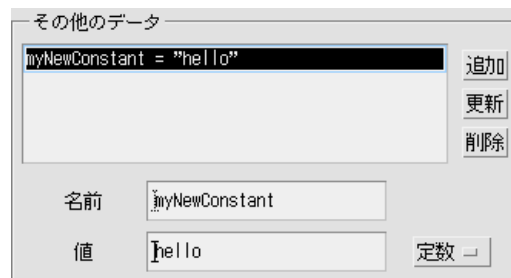 その他のデータ
myNewConstant = ”hello”
追加
更新
削除
名前 myNewConstant
値 hello 定数